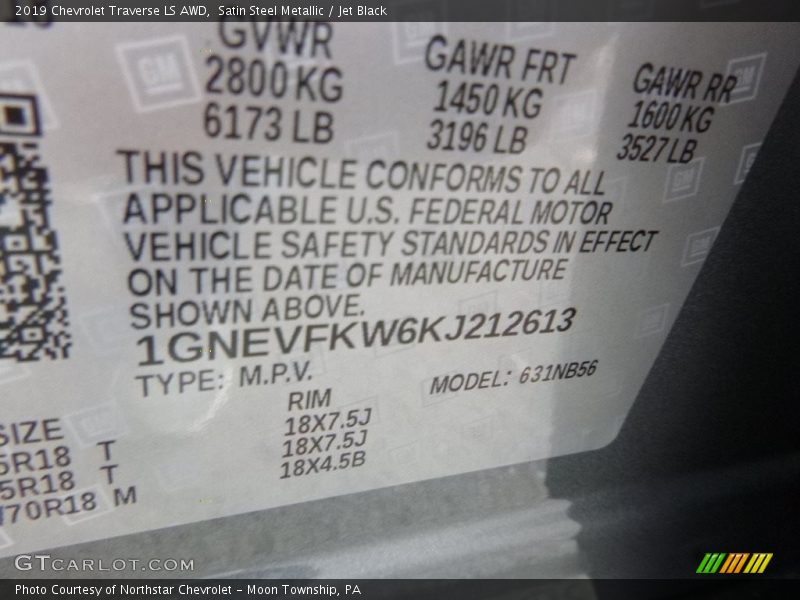 2019 Chevrolet Traverse LS AWD,  Satin Steel Metallic / Jet Black
GVWR GAWR FRT GAWR RR
2800 KG 1450 KG 1600 KG
6173 LB 3196 LB 3527 LB
GM
THIS VEHICLE CONFORMS TO ALL
APPLICABLE U.S. FEDERAL MOTOR
VEHICLE SAFETY STANDARDS IN EFFECT
ON THE DATE OF MANUFACTURE
SHOWN ABOVE.
1GNEVFKW6KJ212613
TYPE: M.P.V. MODEL: 631NB56
SIZE RIM
5R18 T 18X7.5J
5R18 T 18X7.5J
/70R18 M 18X4.5B
GTCARLOT.COM
Photo Courtesy of Northstar Chevrolet - Moon Township, PA